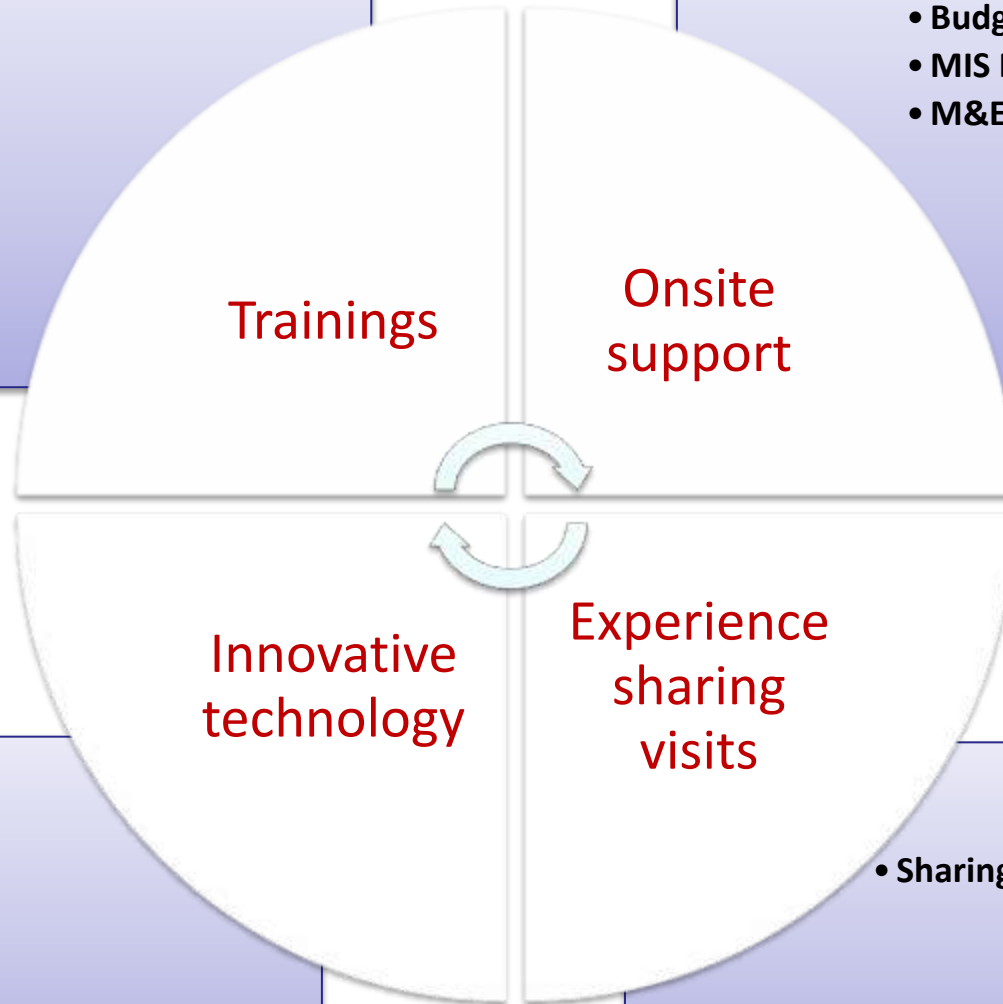 • Budg
• MIS
• M&E
Trainings
Onsite
support
Innovative
technology
Experience
sharing
visits
• Sharing